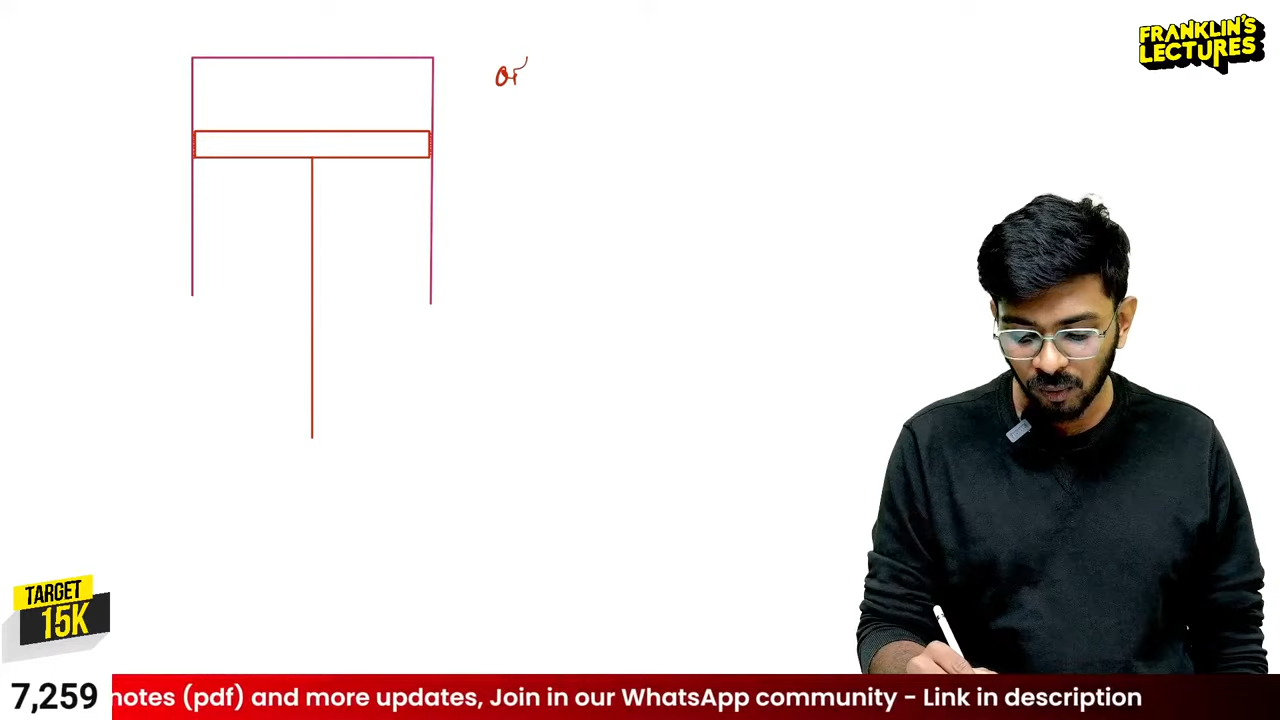 FRANKLIN'S
LECTURES
or
TARGET
15K
7,259
notes (pdf) and more updates, Join in our WhatsApp community - Link in description